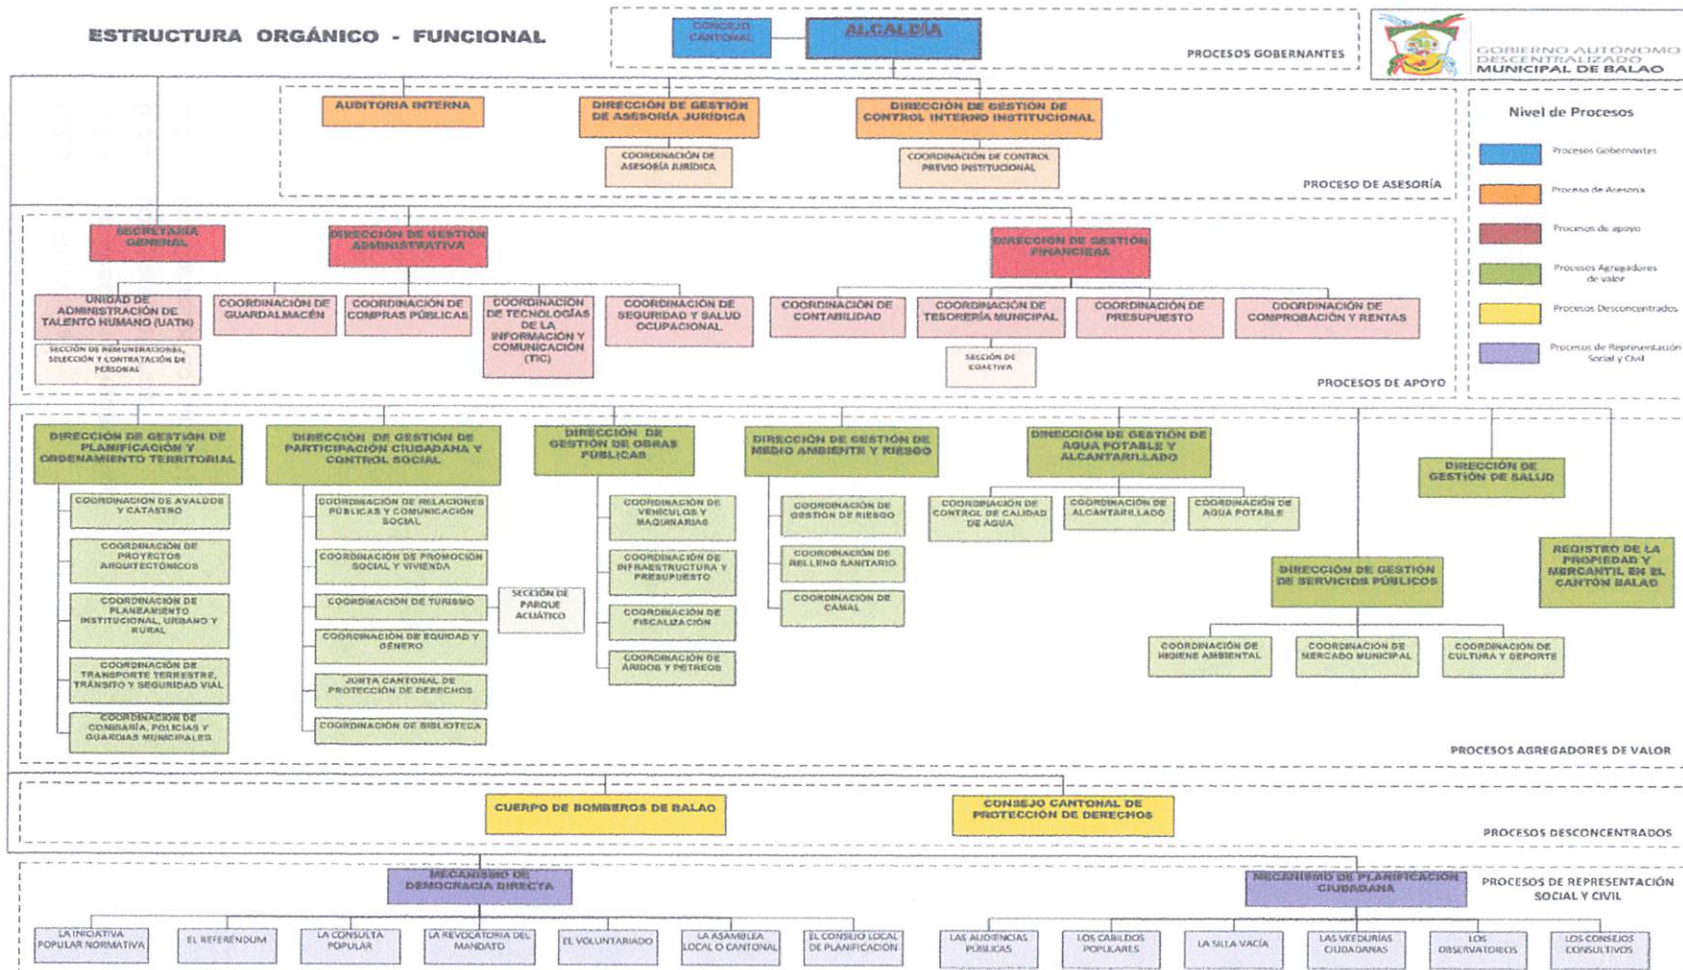 ESTRUCTURA ORGÁNICO - FUNCIONAL
CONCEJO
CANTONAL
ALCALDÍA
PROCESOS GOBERNANTES
GOBIERNO AUTÓNOMO
DESCENTRALIZADO
MUNICIPAL DE BALAO
AUDITORIA INTERNA
DIRECCIÓN DE GESTIÓN
DE ASESORÍA JURÍDICA
DIRECCIÓN DE GESTIÓN DE
CONTROL INTERNO INSTITUCIONAL
COORDINACIÓN DE
ASESORÍA JURÍDICA
COORDINACIÓN DE CONTROL
PREVIO INSTITUCIONAL
PROCESO DE ASESORÍA
Nivel de Procesos
Procesos Gobernantes
Proceso de Asesoria
Procesos de apoyo
Procesos Agregadores
de valor
Procesos Desconcentrados
Procesos de Representación
Social y Civil
SECRETARÍA
GENERAL
DIRECCIÓN DE GESTIÓN
ADMINISTRATIVA
DIRECCIÓN DE GESTIÓN
FINANCIERA
UNIDAD DE
ADMINISTRACIÓN DE
TALENTO HUMANO (UATH)
SECCIÓN DE REMUNERACIONES,
SELECCIÓN Y CONTRATACIÓN DE
PERSONAL
COORDINACIÓN DE
GUARDALMACÉN
COORDINACIÓN DE
COMPRAS PÚBLICAS
COORDINACIÓN
DE TECNOLOGÍAS
DE LA
INFORMACIÓN Y
COMUNICACIÓN
(TIC)
COORDINACIÓN DE
SEGURIDAD Y SALUD
OCUPACIONAL
COORDINACIÓN DE
CONTABILIDAD
COORDINACIÓN DE
TESORERÍA MUNICIPAL
SECCIÓN DE
COACTIVA
COORDINACIÓN DE
PRESUPUESTO
COORDINACIÓN DE
COMPROBACIÓN Y RENTAS
PROCESOS DE APOYO
DIRECCIÓN DE GESTIÓN DE
PLANIFICACIÓN Y
ORDENAMIENTO TERRITORIAL
COORDINACIÓN DE AVALÚOS
Y CATASTRO
COORDINACIÓN DE
PROYECTOS
ARQUITECTÓNICOS
COORDINACIÓN DE
PLANEAMIENTO
INSTITUCIONAL, URBANO Y
RURAL
COORDINACIÓN DE
TRANSPORTE TERRESTRE,
TRÁNSITO Y SEGURIDAD VIAL
COORDINACIÓN DE
COMISARÍA, POLICÍAS Y
GUARDIAS MUNICIPALES
DIRECCIÓN DE GESTIÓN DE
PARTICIPACIÓN CIUDADANA Y
CONTROL SOCIAL
COORDINACIÓN DE RELACIONES
PÚBLICAS Y COMUNICACIÓN
SOCIAL
COORDINACIÓN DE PROMOCIÓN
SOCIAL Y VIVIENDA
COORDINACIÓN DE TURISMO
SECCIÓN DE
PARQUE
ACUÁTICO
COORDINACIÓN DE EQUIDAD Y
GÉNERO
JUNTA CANTONAL DE
PROTECCIÓN DE DERECHOS
COORDINACIÓN DE BIBLIOTECA
DIRECCIÓN DE
GESTIÓN DE OBRAS
PÚBLICAS
COORDINACIÓN DE
VEHÍCULOS Y
MAQUINARIAS
COORDINACIÓN DE
INFRAESTRUCTURA Y
PRESUPUESTO
COORDINACIÓN DE
FISCALIZACIÓN
COORDINACIÓN DE
ÁRIDOS Y PÉTREOS
DIRECCIÓN DE GESTIÓN DE
MEDIO AMBIENTE Y RIESGO
COORDINACIÓN DE
GESTIÓN DE RIESGO
COORDINACIÓN DE
RELLENO SANITARIO
COORDINACIÓN DE
CAMAL
DIRECCIÓN DE GESTIÓN DE
AGUA POTABLE Y
ALCANTARILLADO
COORDINACIÓN DE
CONTROL DE CALIDAD
DE AGUA
COORDINACIÓN DE
ALCANTARILLADO
COORDINACIÓN DE
AGUA POTABLE
DIRECCIÓN DE GESTIÓN
DE SERVICIOS PÚBLICOS
COORDINACIÓN DE
HIGIENE AMBIENTAL
COORDINACIÓN DE
MERCADO MUNICIPAL
COORDINACIÓN DE
CULTURA Y DEPORTE
DIRECCIÓN DE
GESTIÓN DE SALUD
REGISTRO DE LA
PROPIEDAD Y
MERCANTIL EN EL
CANTÓN BALAO
PROCESOS AGREGADORES DE VALOR
CUERPO DE BOMBEROS DE BALAO
CONSEJO CANTONAL DE
PROTECCIÓN DE DERECHOS
PROCESOS DESCONCENTRADOS
MECANISMO DE
DEMOCRACIA DIRECTA
MECANISMO DE PLANIFICACIÓN
CIUDADANA
PROCESOS DE REPRESENTACIÓN
SOCIAL Y CIVIL
LA INICIATIVA
POPULAR NORMATIVA
EL REFERÉNDUM
LA CONSULTA
POPULAR
LA REVOCATORIA DEL
MANDATO
EL VOLUNTARIADO
LA ASAMBLEA
LOCAL O CANTONAL
EL CONSEJO LOCAL
DE PLANIFICACIÓN
LAS AUDIENCIAS
PÚBLICAS
LOS CABILDOS
POPULARES
LA SILLA VACÍA
LAS VEEDURÍAS
CIUDADANAS
LOS
OBSERVATORIOS
LOS CONSEJOS
CONSULTIVOS